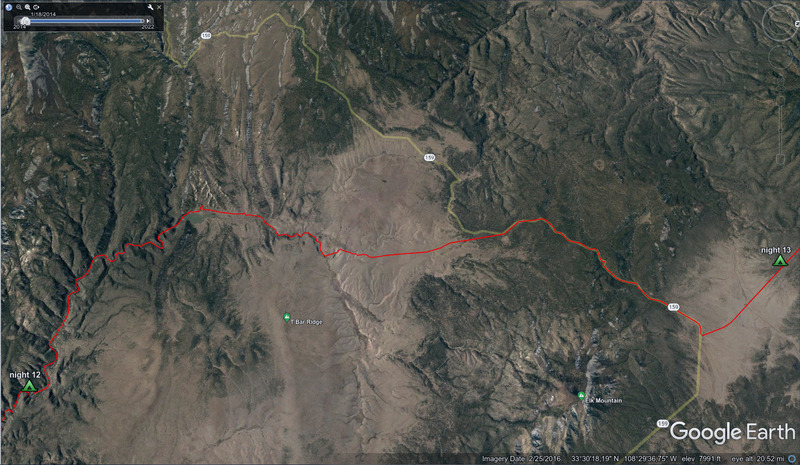 1/18/2014
2014
2022
159
159
night 13
159
T Bar Ridge
night 12
Elk Mountain
159
Google Earth
Imagery Date: 2/25/2016 33°30'18.19" N 108°29'36.75" W elev 7991 ft eye alt 20.52 mi